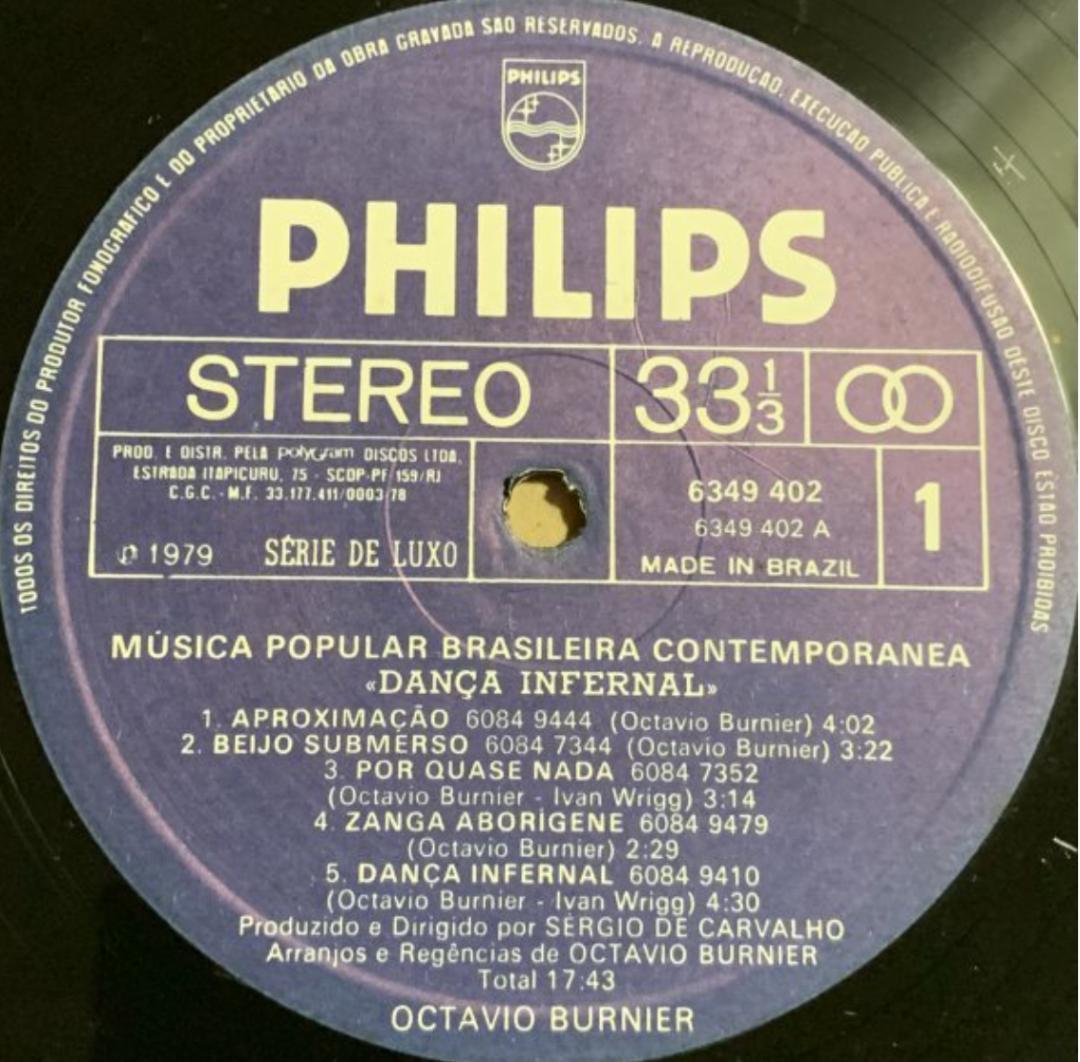 TODOS OS DIREITOS DO PRODUTOR FONOGRAFICO E DO PROPRIETARIO DA OBRA GRAVADA SAO RESERVADOS. A REPRODUCAO, EXECUCAO PUBLICA E RADIODIFUSAO DESTE DISCO ESTAO PROIBIDAS
PHILIPS
PHILIPS
STEREO
33 1/3
PROD. E DISTR. PELA polygram DISCOS LTDA.
ESTRADA ITAPICURU, 75 - SCOP-PF 159/RJ
C.G.C. - M.F. 33.177.411/0003-78
℗ 1979 SÉRIE DE LUXO
6349 402
6349 402 A
MADE IN BRAZIL
1
MÚSICA POPULAR BRASILEIRA CONTEMPORANEA
«DANÇA INFERNAL»
1. APROXIMAÇÃO 6084 9444 (Octavio Burnier) 4:02
2. BEIJO SUBMERSO 6084 7344 (Octavio Burnier) 3:22
3. POR QUASE NADA 6084 7352
(Octavio Burnier - Ivan Wrigg) 3:14
4. ZANGA ABORÍGENE 6084 9479
(Octavio Burnier) 2:29
5. DANÇA INFERNAL 6084 9410
(Octavio Burnier - Ivan Wrigg) 4:30
Produzido e Dirigido por SÉRGIO DE CARVALHO
Arranjos e Regências de OCTAVIO BURNIER
Total 17:43
OCTAVIO BURNIER